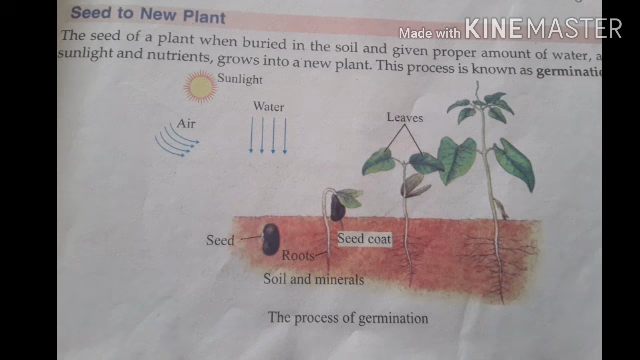 Seed to New Plant
Made with KINEMASTER
The seed of a plant when buried in the soil and given proper amount of water,
sunlight and nutrients, grows into a new plant. This process is known as
Sunlight
Water
Air
Leaves
Seed
Seed coat
Roots
Soil and minerals
The process of germination